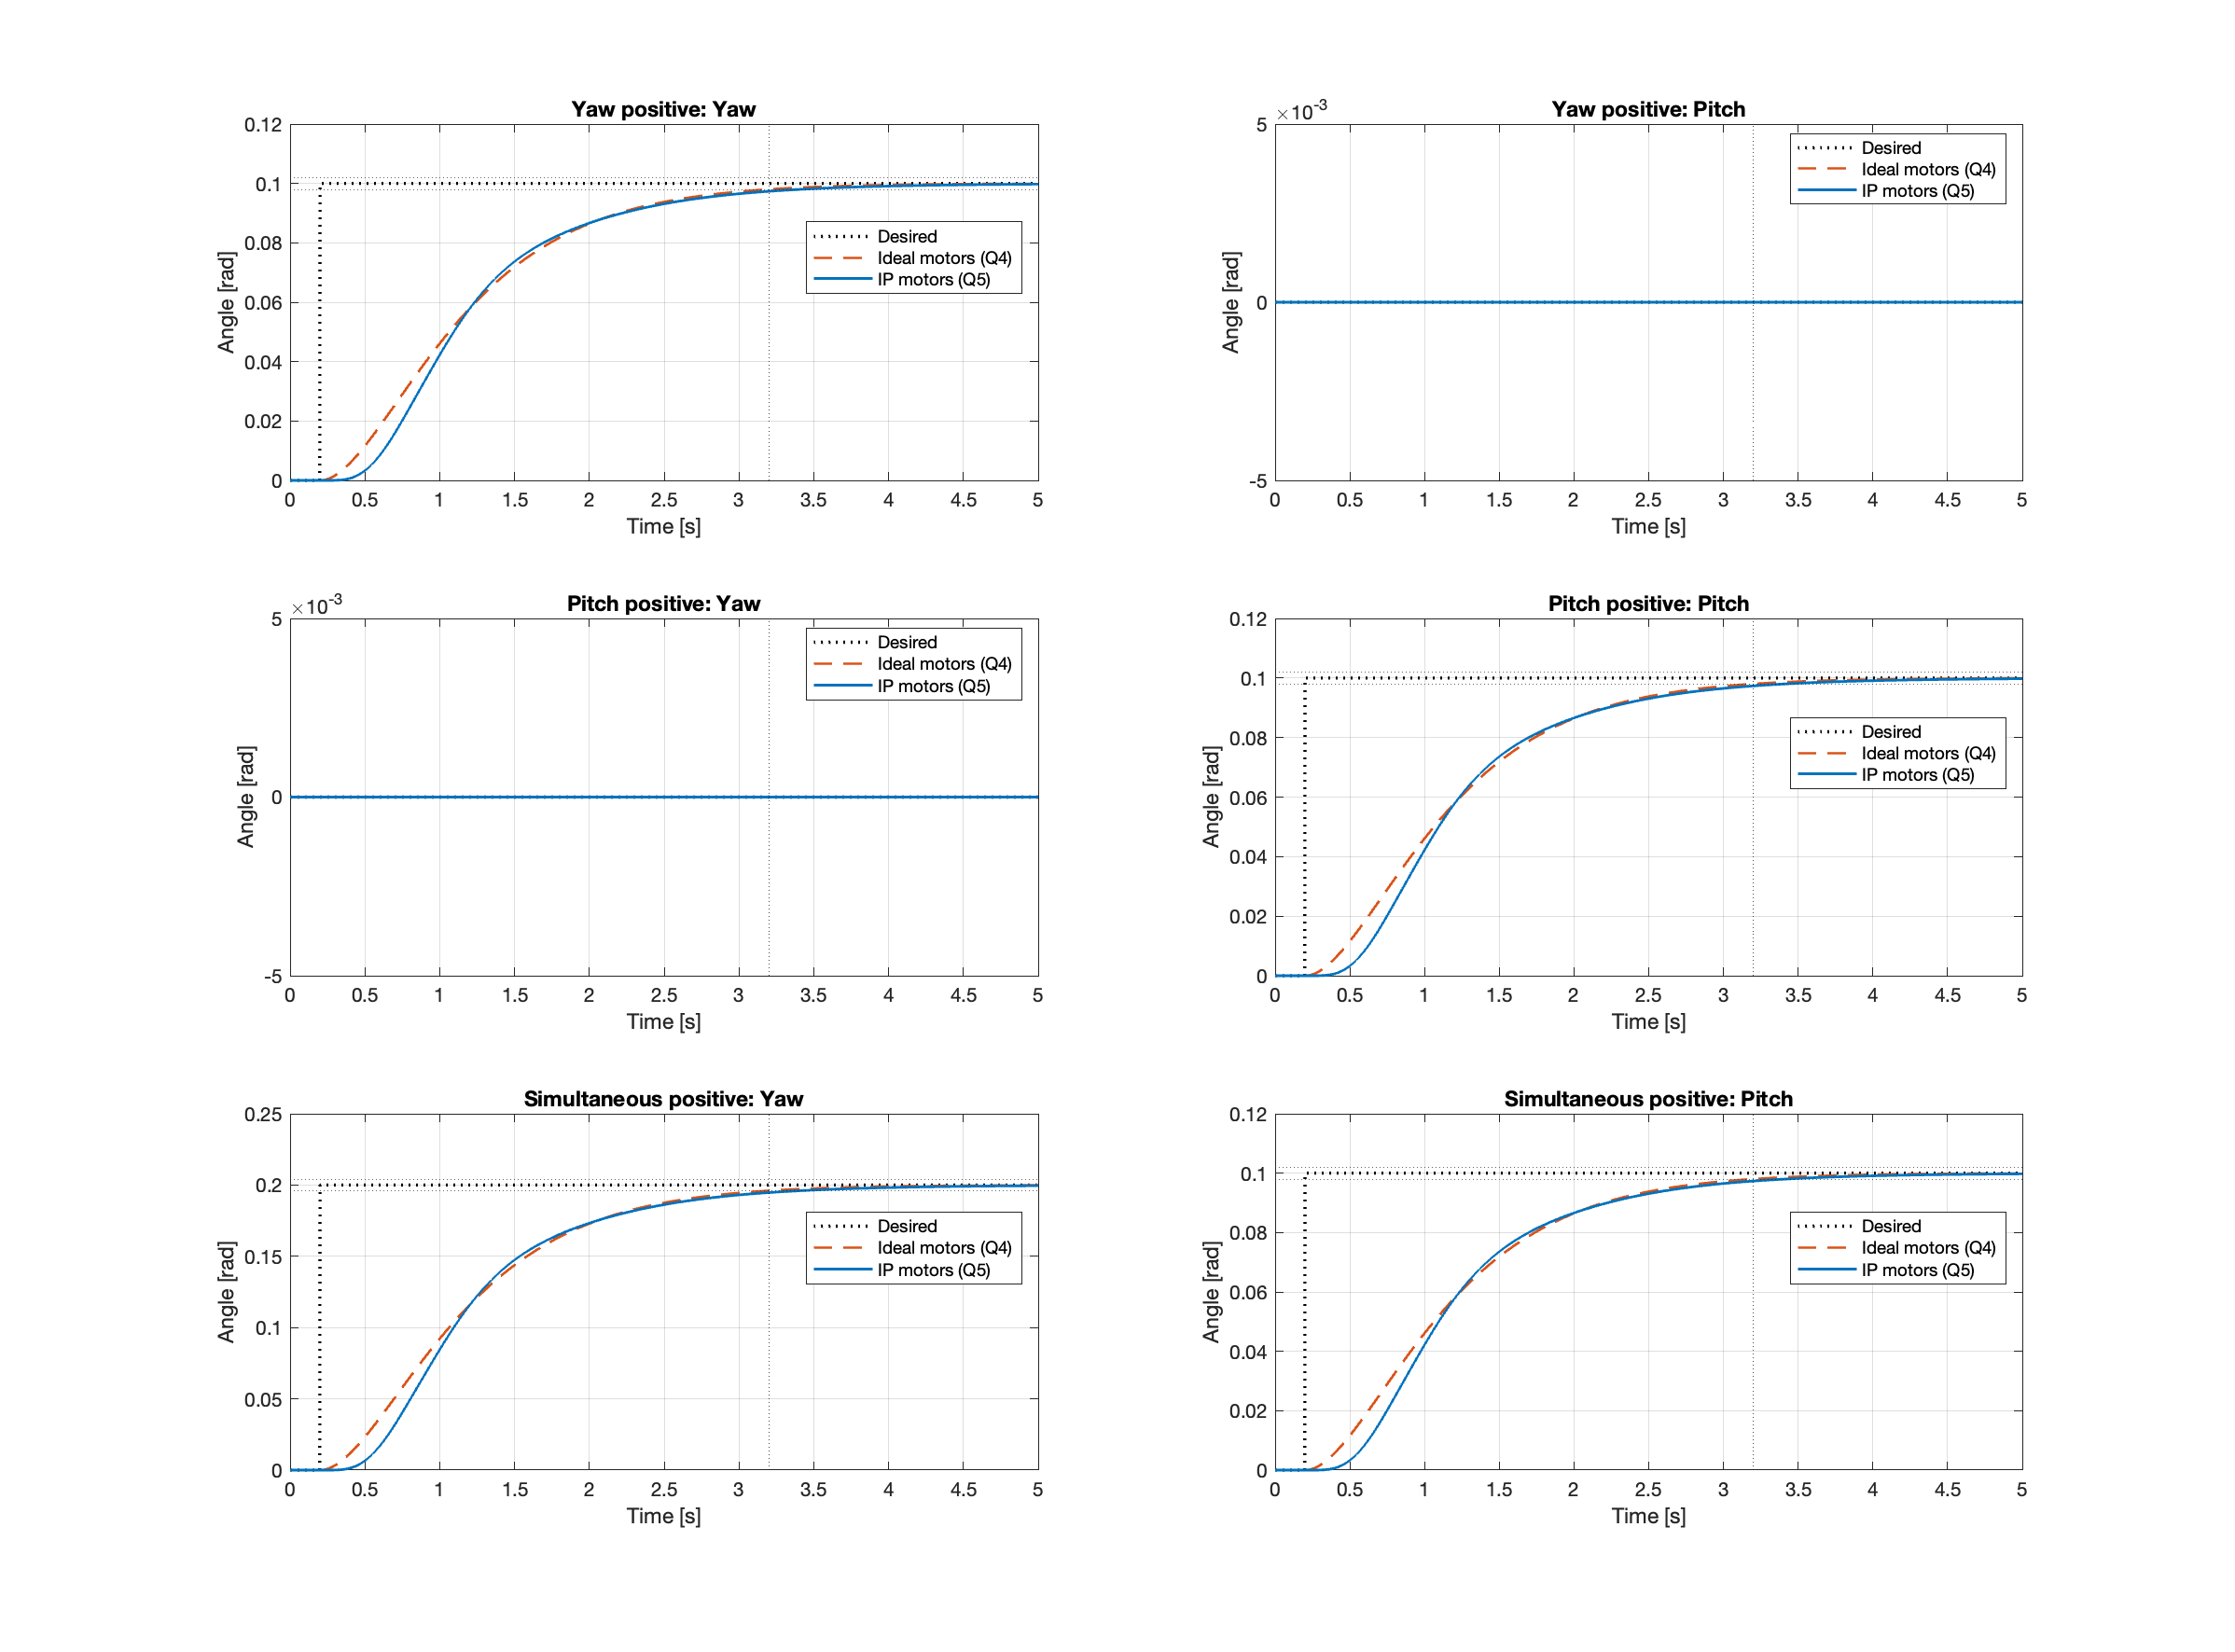 Yaw positive: Yaw
0.12
0.1
0.08
0.06
0.04
0.02
0
Angle [rad]
Desired
Ideal motors (Q4)
IP motors (Q5)
0 0.5 1 1.5 2 2.5 3 3.5 4 4.5 5
Time [s]
Yaw positive: Pitch
×10-3
5
0
-5
Angle [rad]
Desired
Ideal motors (Q4)
IP motors (Q5)
0 0.5 1 1.5 2 2.5 3 3.5 4 4.5 5
Time [s]
Pitch positive: Yaw
×10-3
5
0
-5
Angle [rad]
Desired
Ideal motors (Q4)
IP motors (Q5)
0 0.5 1 1.5 2 2.5 3 3.5 4 4.5 5
Time [s]
Pitch positive: Pitch
0.12
0.1
0.08
0.06
0.04
0.02
0
Angle [rad]
Desired
Ideal motors (Q4)
IP motors (Q5)
0 0.5 1 1.5 2 2.5 3 3.5 4 4.5 5
Time [s]
Simultaneous positive: Yaw
0.25
0.2
0.15
0.1
0.05
0
Angle [rad]
Desired
Ideal motors (Q4)
IP motors (Q5)
0 0.5 1 1.5 2 2.5 3 3.5 4 4.5 5
Time [s]
Simultaneous positive: Pitch
0.12
0.1
0.08
0.06
0.04
0.02
0
Angle [rad]
Desired
Ideal motors (Q4)
IP motors (Q5)
0 0.5 1 1.5 2 2.5 3 3.5 4 4.5 5
Time [s]